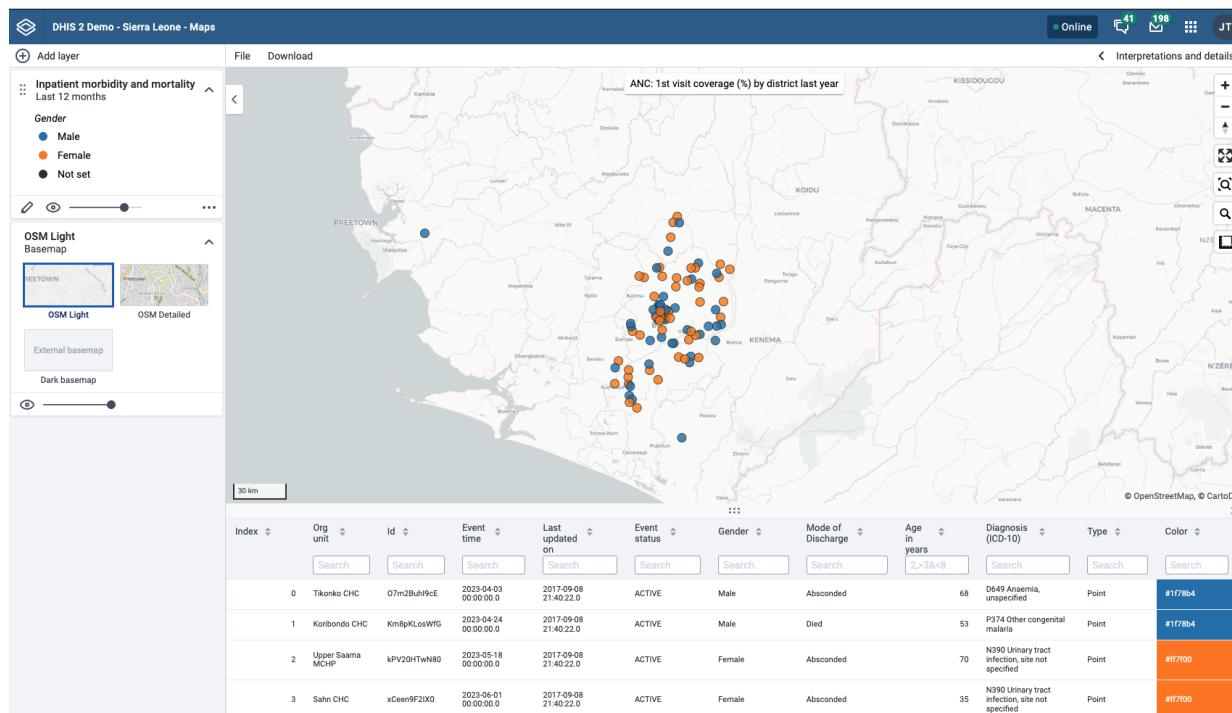 DHIS 2 Demo - Sierra Leone - Maps
Online
41
198
JT
Add layer
File Download
Interpretations and details
Inpatient morbidity and mortality
Last 12 months
Gender
Male
Female
Not set
OSM Light
Basemap
OSM Light
OSM Detailed
External basemap
Dark basemap
ANC: 1st visit coverage (%) by district last year
KISSIDOUGOU
Kambia
KOIDU
MACENTA
FREETOWN
Waterloo
KENEMA
Pujehun
Zimmi
30 km
© OpenStreetMap, © CartoD
Index
Org unit
Id
Event time
Last updated on
Event status
Gender
Mode of Discharge
Age in years
Diagnosis (ICD-10)
Type
Color
Search Search Search Search Search Search Search 2,>3&<8 Search Search Search
0 Tikonko CHC O7m2BuhI9cE 2023-04-03 00:00:00.0 2017-09-08 21:40:22.0 ACTIVE Male Absconded 68 D649 Anaemia, unspecified Point #1f78b4
1 Koribondo CHC Km8pKLosWfG 2023-04-24 00:00:00.0 2017-09-08 21:40:22.0 ACTIVE Male Died 53 P374 Other congenital malaria Point #1f78b4
2 Upper Saama MCHP kPV20HTwN80 2023-05-18 00:00:00.0 2017-09-08 21:40:22.0 ACTIVE Female Absconded 70 N390 Urinary tract infection, site not specified Point #ff7f00
3 Sahn CHC xCeen9F2IX0 2023-06-01 00:00:00.0 2017-09-08 21:40:22.0 ACTIVE Female Absconded 35 N390 Urinary tract infection, site not specified Point #ff7f00